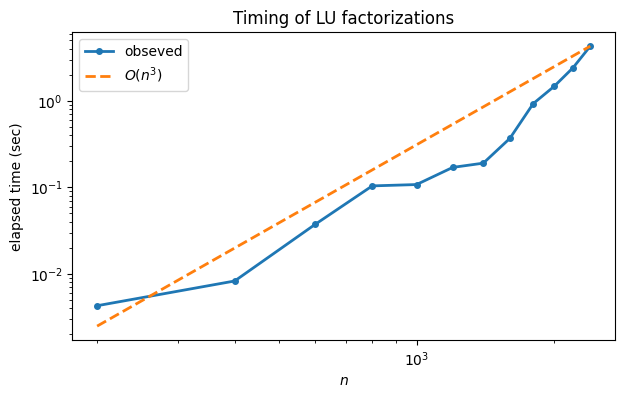 Timing of LU factorizations
obseved
O(n³)
elapsed time (sec)
10⁰
10⁻¹
10⁻²
10³
n